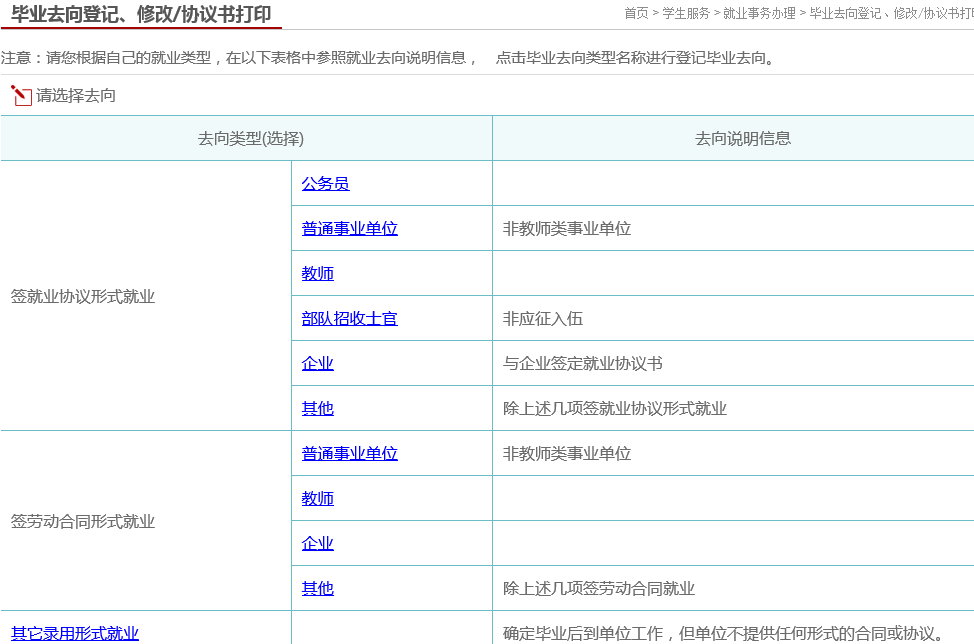 毕业去向登记、修改/协议书打印
首页 > 学生服务 > 就业事务办理 > 毕业去向登记、修改/协议书打印
注意：请您根据自己的就业类型，在以下表格中参照就业去向说明信息， 点击毕业去向类型名称进行登记毕业去向。
请选择去向
去向类型(选择) 去向说明信息
签就业协议形式就业
公务员
普通事业单位 非教师类事业单位
教师
部队招收士官 非应征入伍
企业 与企业签定就业协议书
其他 除上述几项签就业协议形式就业
签劳动合同形式就业
普通事业单位 非教师类事业单位
教师
企业
其他 除上述几项签劳动合同就业
其它录用形式就业 确定毕业后到单位工作，但单位不提供任何形式的合同或协议。